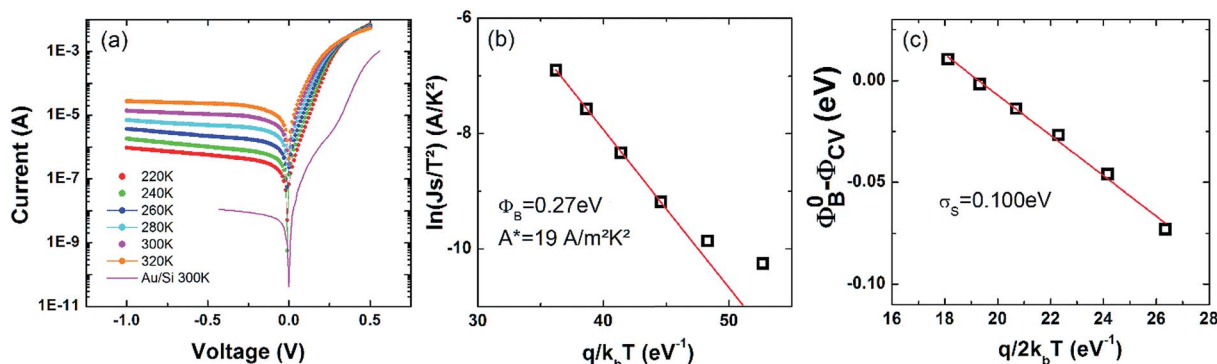 (a)
1E-3
1E-5
1E-7
1E-9
1E-11
Current (A)
220K
240K
260K
280K
300K
320K
Au/Si 300K
-1.0
-0.5
0.0
0.5
Voltage (V)
(b)
-6
-8
-10
ln(Js/T²) (A/K²)
Φ_B=0.27eV
A*=19 A/m²K²
40
50
q/k_bT (eV⁻¹)
(c)
0.00
-0.05
-0.10
Φ_B^0-Φ_CV (eV)
σ_S=0.100eV
16
18
20
22
24
26
28
q/2k_bT (eV⁻¹)